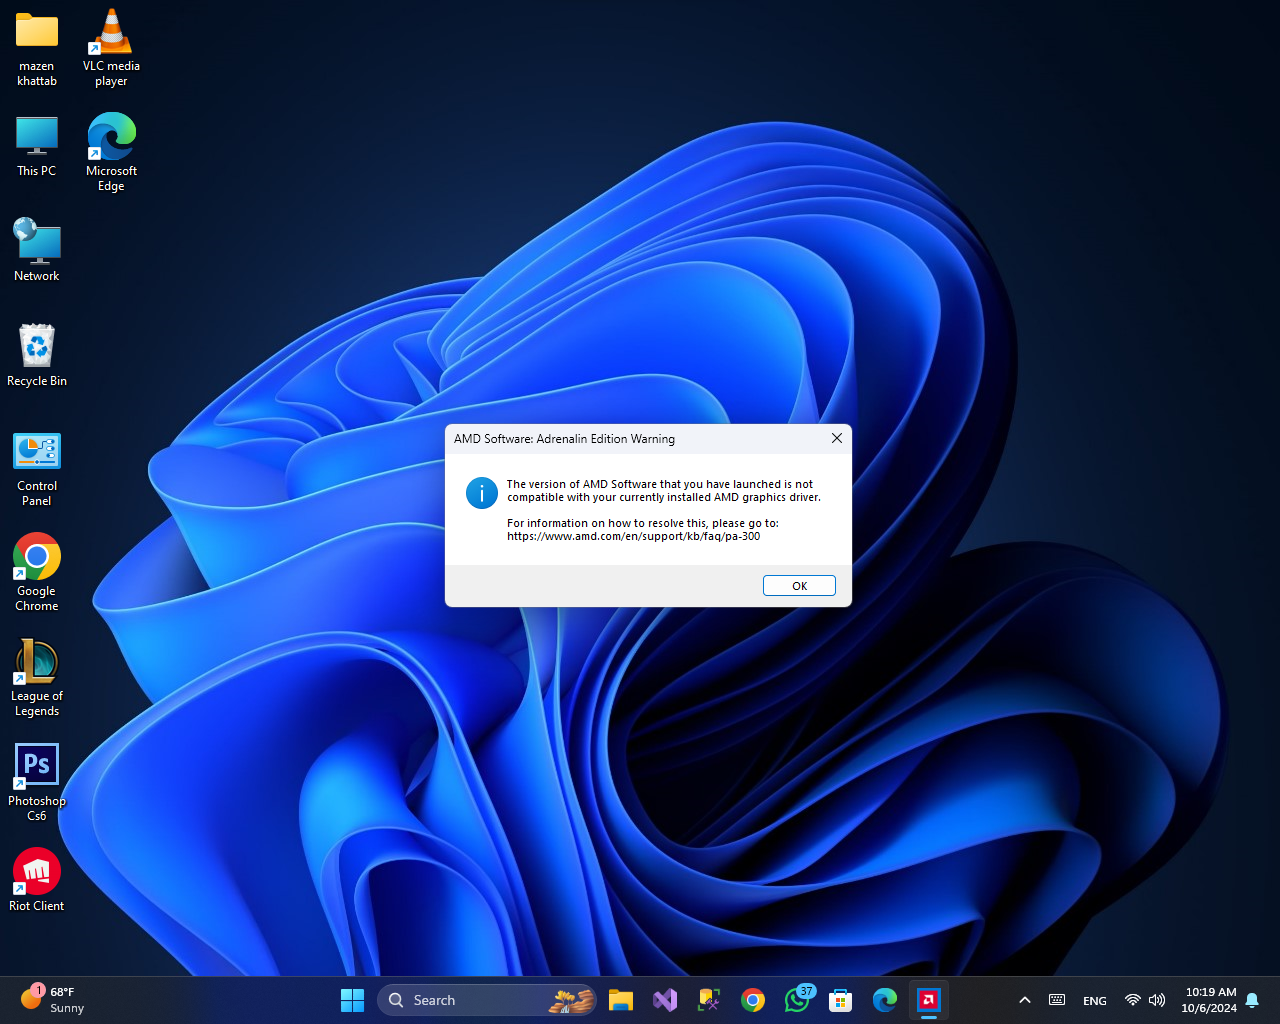 mazen
khattab
VLC media
player
This PC
Microsoft
Edge
Network
Recycle Bin
Control
Panel
Google
Chrome
League of
Legends
Ps
Photoshop
Cs6
Riot Client
AMD Software: Adrenalin Edition Warning
The version of AMD Software that you have launched is not
compatible with your currently installed AMD graphics driver.
For information on how to resolve this, please go to:
https://www.amd.com/en/support/kb/faq/pa-300
OK
1
68°F
Sunny
Search
37
ENG
10:19 AM
10/6/2024